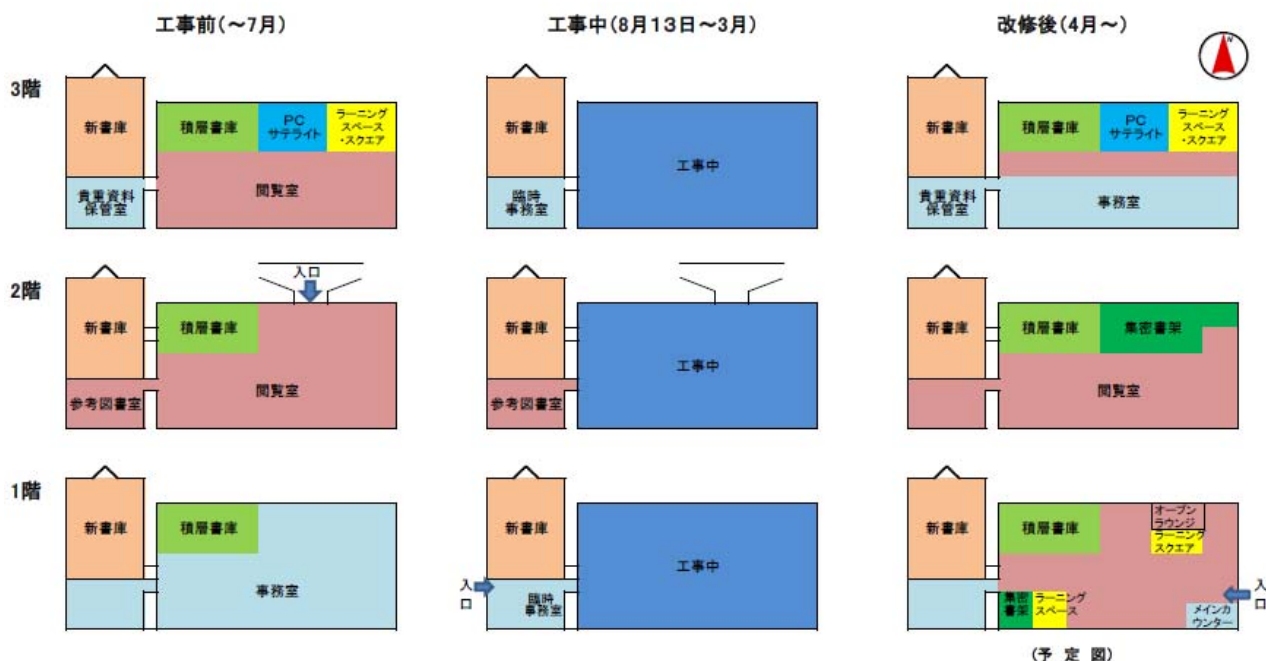 工事前(～7月)
工事中(8月13日～3月)
改修後(4月～)
N
3階
新書庫
積層書庫
PC
サテライト
ラーニング
スペース
・スクエア
貴重資料
保管室
閲覧室
新書庫
臨時
事務室
工事中
新書庫
積層書庫
PC
サテライト
ラーニング
スペース
・スクエア
貴重資料
保管室
事務室
2階
入口
新書庫
積層書庫
参考図書室
閲覧室
新書庫
参考図書室
工事中
新書庫
積層書庫
集密書架
閲覧室
1階
新書庫
積層書庫
事務室
新書庫
入
口
臨時
事務室
工事中
新書庫
積層書庫
オープン
ラウンジ
ラーニング
スクエア
集密
書架
ラーニング
スペース
入
口
メインカ
ウンター
(予 定 図)